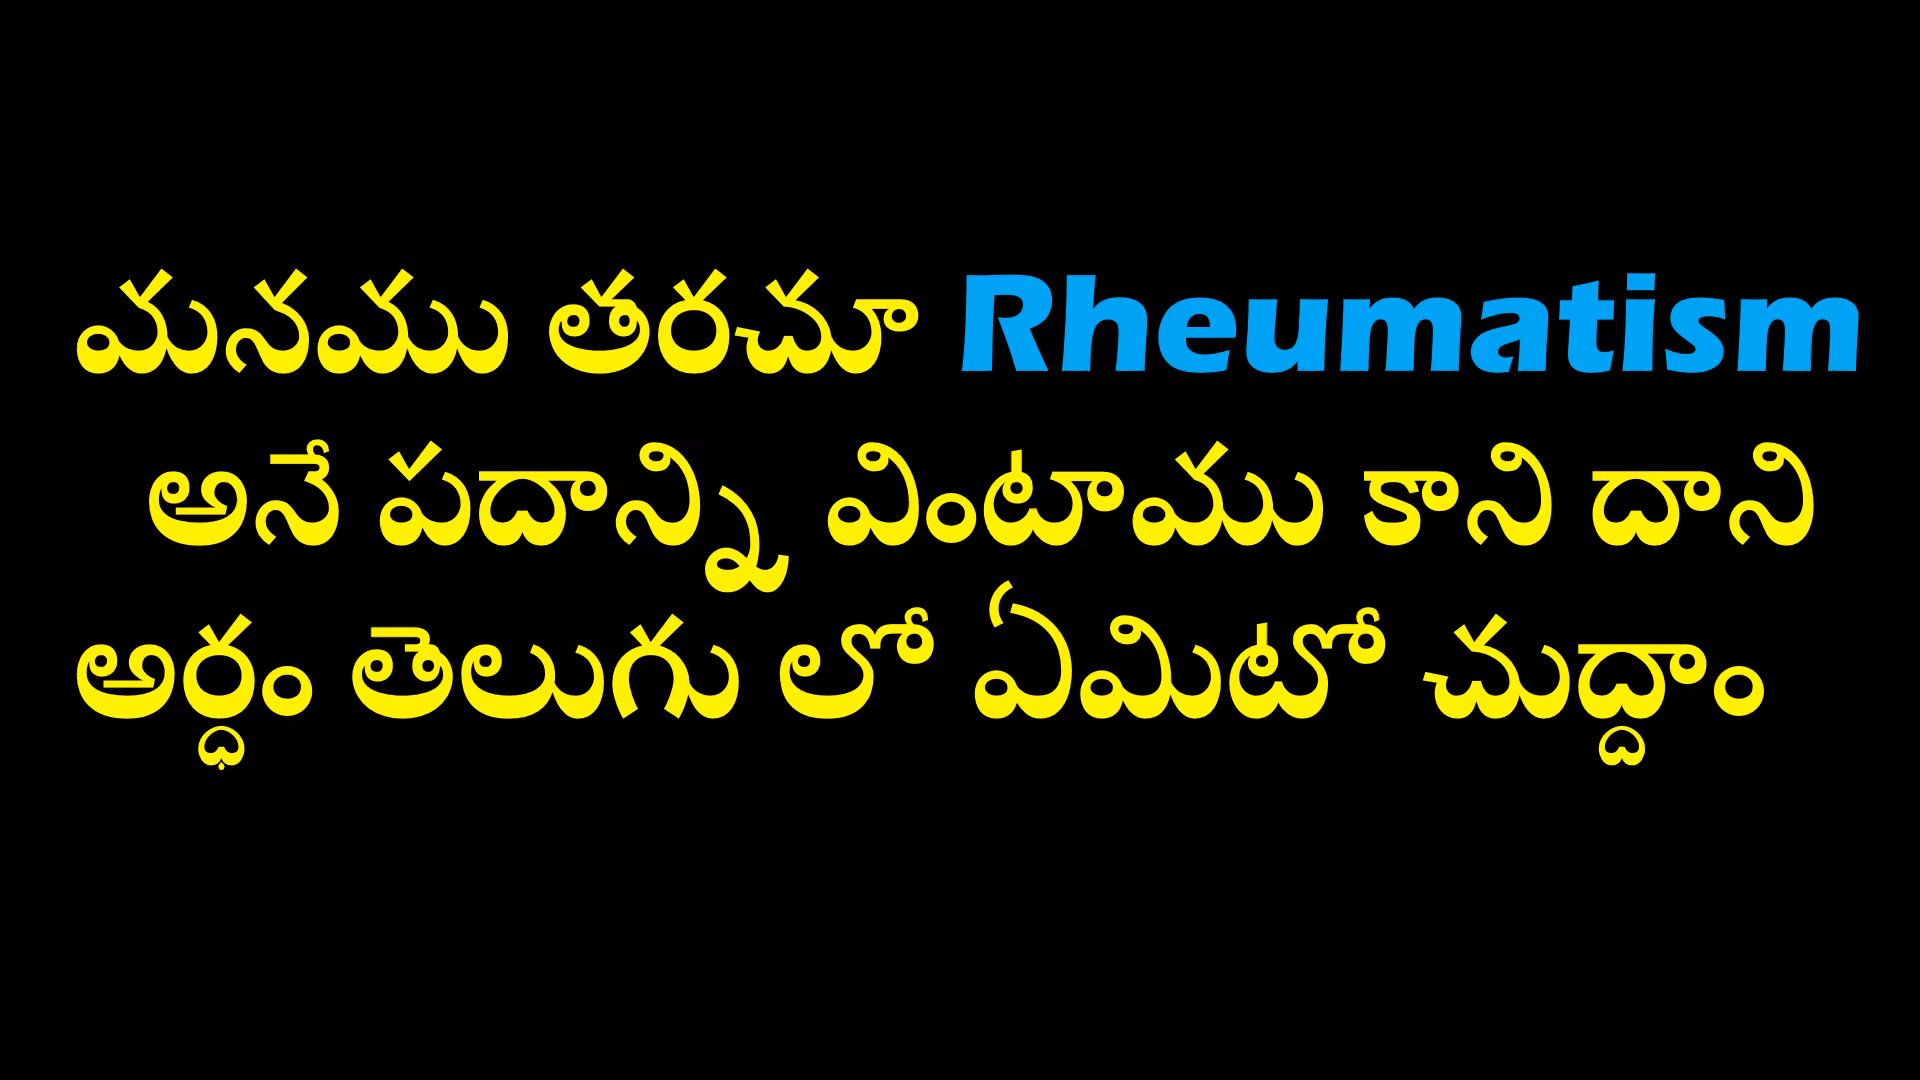 మనము తరచూ Rheumatism
అనే పదాన్ని వింటాము కాని దాని
అర్ధం తెలుగు లో ఏమిటో చుద్దాం